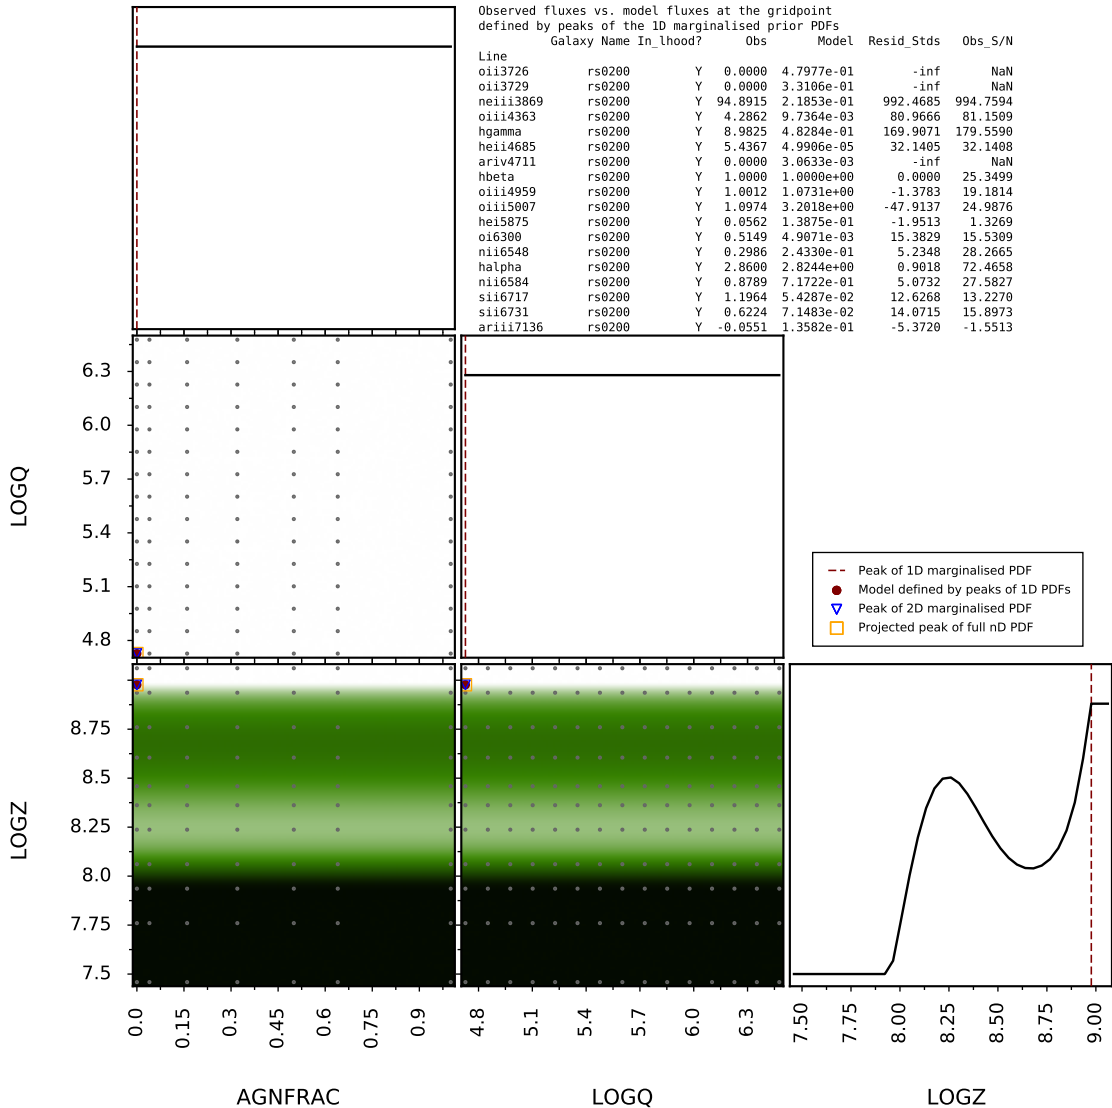 Observed fluxes vs. model fluxes at the gridpoint
defined by peaks of the 1D marginalised prior PDFs
Galaxy Name In_lhood? Obs Model Resid_Stds Obs_S/N
Line
oii3726 rs0200 Y 0.0000 4.7977e-01 -inf NaN
oii3729 rs0200 Y 0.0000 3.3106e-01 -inf NaN
neiii3869 rs0200 Y 94.8915 2.1853e-01 992.4685 994.7594
oiii4363 rs0200 Y 4.2862 9.7364e-03 80.9666 81.1509
hgamma rs0200 Y 8.9825 4.8284e-01 169.9071 179.5590
heii4685 rs0200 Y 5.4367 4.9906e-05 32.1405 32.1408
ariv4711 rs0200 Y 0.0000 3.0633e-03 -inf NaN
hbeta rs0200 Y 1.0000 1.0000e+00 0.0000 25.3499
oiii4959 rs0200 Y 1.0012 1.0731e+00 -1.3783 19.1814
oiii5007 rs0200 Y 1.0974 3.2018e+00 -47.9137 24.9876
hei5875 rs0200 Y 0.0562 1.3875e-01 -1.9513 1.3269
oi6300 rs0200 Y 0.5149 4.9071e-03 15.3829 15.5309
nii6548 rs0200 Y 0.2986 2.4330e-01 5.2348 28.2665
halpha rs0200 Y 2.8600 2.8244e+00 0.9018 72.4658
nii6584 rs0200 Y 0.8789 7.1722e-01 5.0732 27.5827
sii6717 rs0200 Y 1.1964 5.4287e-02 12.6268 13.2270
sii6731 rs0200 Y 0.6224 7.1483e-02 14.0715 15.8973
ariii7136 rs0200 Y -0.0551 1.3582e-01 -5.3720 -1.5513
6.3
6.0
5.7
5.4
5.1
4.8
LOGQ
Peak of 1D marginalised PDF
Model defined by peaks of 1D PDFs
Peak of 2D marginalised PDF
Projected peak of full nD PDF
8.75
8.5
8.25
8.0
7.75
7.5
LOGZ
0.0 0.15 0.3 0.45 0.6 0.75 0.9
4.8 5.1 5.4 5.7 6.0 6.3
7.50 7.75 8.00 8.25 8.50 8.75 9.00
AGNFRAC LOGQ LOGZ